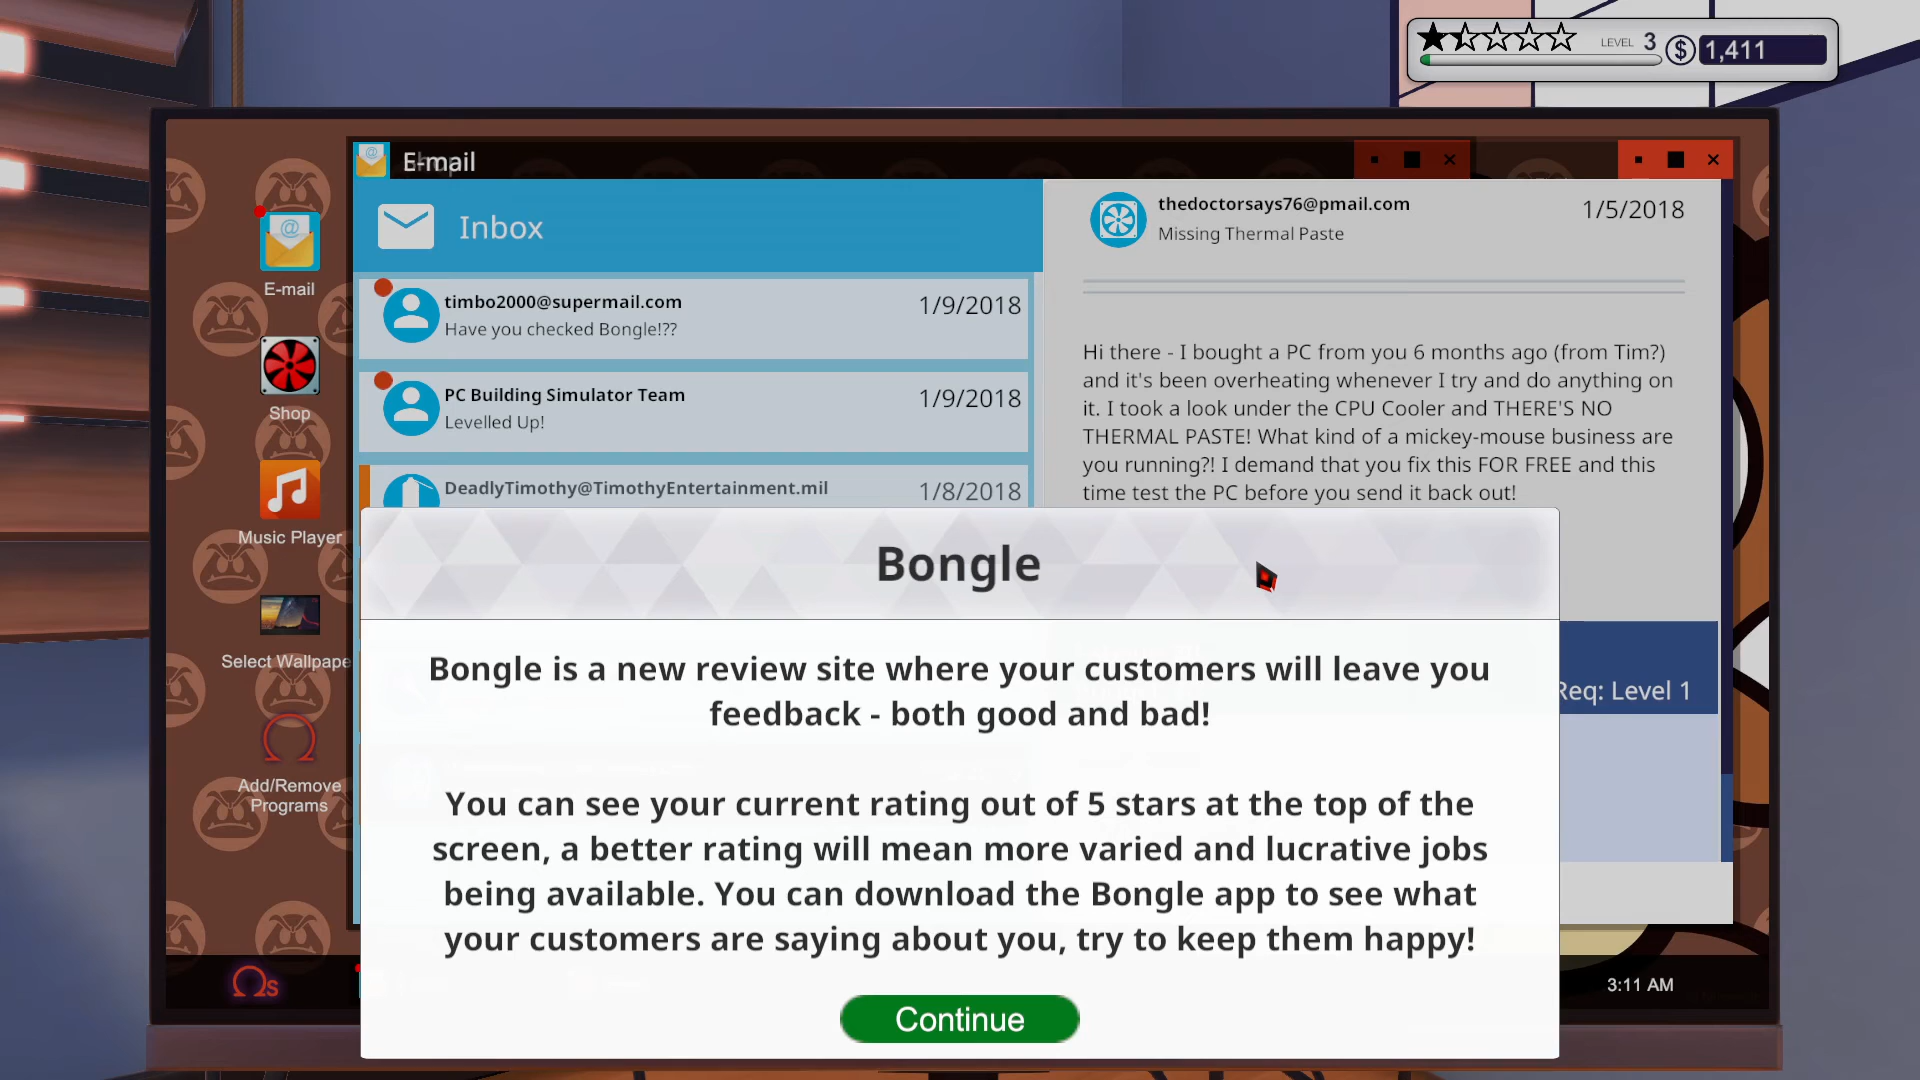 LEVEL 3 $ 1,411
E-mail
Inbox
timbo2000@supermail.com 1/9/2018
Have you checked Bongle!??
PC Building Simulator Team 1/9/2018
Levelled Up!
DeadlyTimothy@TimothyEntertainment.mil 1/8/2018
thedoctorsays76@pmail.com 1/5/2018
Missing Thermal Paste
Hi there - I bought a PC from you 6 months ago (from Tim?)
and it's been overheating whenever I try and do anything on
it. I took a look under the CPU Cooler and THERE'S NO
THERMAL PASTE! What kind of a mickey-mouse business are
you running?! I demand that you fix this FOR FREE and this
time test the PC before you send it back out!
Req: Level 1
E-mail
Shop
Music Player
Select Wallpape
Add/Remove
Programs
Bongle
Bongle is a new review site where your customers will leave you
feedback - both good and bad!
You can see your current rating out of 5 stars at the top of the
screen, a better rating will mean more varied and lucrative jobs
being available. You can download the Bongle app to see what
your customers are saying about you, try to keep them happy!
Continue
Ωs
3:11 AM